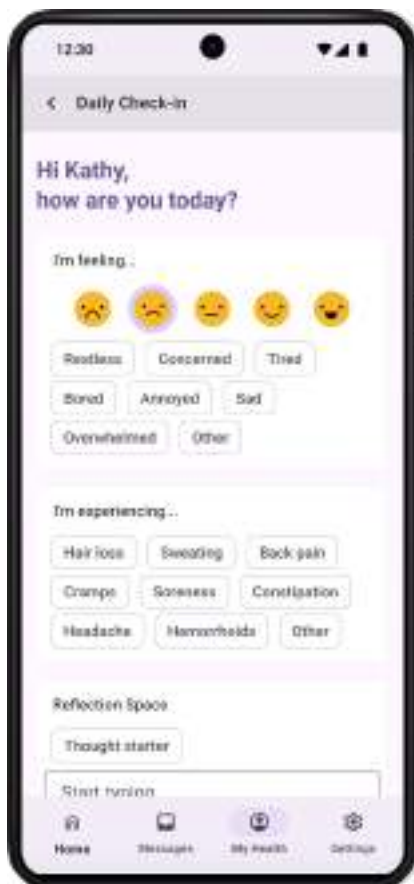 12:30
Daily Check-in
Hi Kathy,
how are you today?
I'm feeling...
Restless Concerned Tired
Bored Annoyed Sad
Overwhelmed Other
I'm experiencing...
Hair loss Sweating Back pain
Cramps Soreness Constipation
Headache Hemorrhoids Other
Reflection Space
Thought starter
Start typing
Home Messages My Health Settings